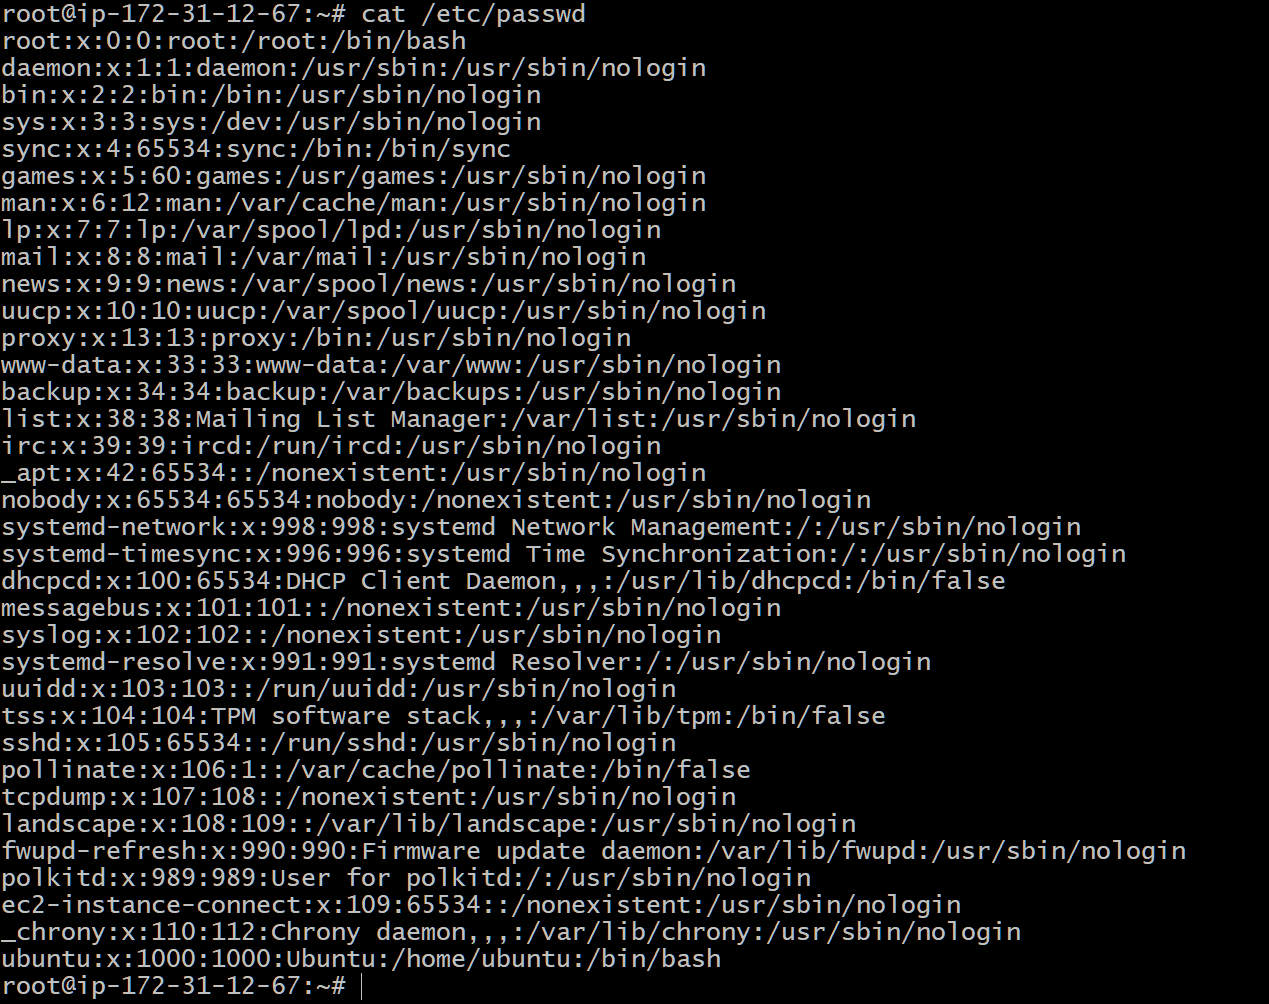 root@ip-172-31-12-67:~# cat /etc/passwd
root:x:0:0:root:/root:/bin/bash
daemon:x:1:1:daemon:/usr/sbin:/usr/sbin/nologin
bin:x:2:2:bin:/bin:/usr/sbin/nologin
sys:x:3:3:sys:/dev:/usr/sbin/nologin
sync:x:4:65534:sync:/bin:/bin/sync
games:x:5:60:games:/usr/games:/usr/sbin/nologin
man:x:6:12:man:/var/cache/man:/usr/sbin/nologin
lp:x:7:7:lp:/var/spool/lpd:/usr/sbin/nologin
mail:x:8:8:mail:/var/mail:/usr/sbin/nologin
news:x:9:9:news:/var/spool/news:/usr/sbin/nologin
uucp:x:10:10:uucp:/var/spool/uucp:/usr/sbin/nologin
proxy:x:13:13:proxy:/bin:/usr/sbin/nologin
www-data:x:33:33:www-data:/var/www:/usr/sbin/nologin
backup:x:34:34:backup:/var/backups:/usr/sbin/nologin
list:x:38:38:Mailing List Manager:/var/list:/usr/sbin/nologin
irc:x:39:39:ircd:/run/ircd:/usr/sbin/nologin
_apt:x:42:65534::/nonexistent:/usr/sbin/nologin
nobody:x:65534:65534:nobody:/nonexistent:/usr/sbin/nologin
systemd-network:x:998:998:systemd Network Management:/:/usr/sbin/nologin
systemd-timesync:x:996:996:systemd Time Synchronization:/:/usr/sbin/nologin
dhcpcd:x:100:65534:DHCP Client Daemon,,,:/usr/lib/dhcpcd:/bin/false
messagebus:x:101:101::/nonexistent:/usr/sbin/nologin
syslog:x:102:102::/nonexistent:/usr/sbin/nologin
systemd-resolve:x:991:991:systemd Resolver:/:/usr/sbin/nologin
uuidd:x:103:103::/run/uuidd:/usr/sbin/nologin
tss:x:104:104:TPM software stack,,,:/var/lib/tpm:/bin/false
sshd:x:105:65534::/run/sshd:/usr/sbin/nologin
pollinate:x:106:1::/var/cache/pollinate:/bin/false
tcpdump:x:107:108::/nonexistent:/usr/sbin/nologin
landscape:x:108:109::/var/lib/landscape:/usr/sbin/nologin
fwupd-refresh:x:990:990:Firmware update daemon:/var/lib/fwupd:/usr/sbin/nologin
polkitd:x:989:989:User for polkitd:/:/usr/sbin/nologin
ec2-instance-connect:x:109:65534::/nonexistent:/usr/sbin/nologin
_chrony:x:110:112:Chrony daemon,,,:/var/lib/chrony:/usr/sbin/nologin
ubuntu:x:1000:1000:Ubuntu:/home/ubuntu:/bin/bash
root@ip-172-31-12-67:~#